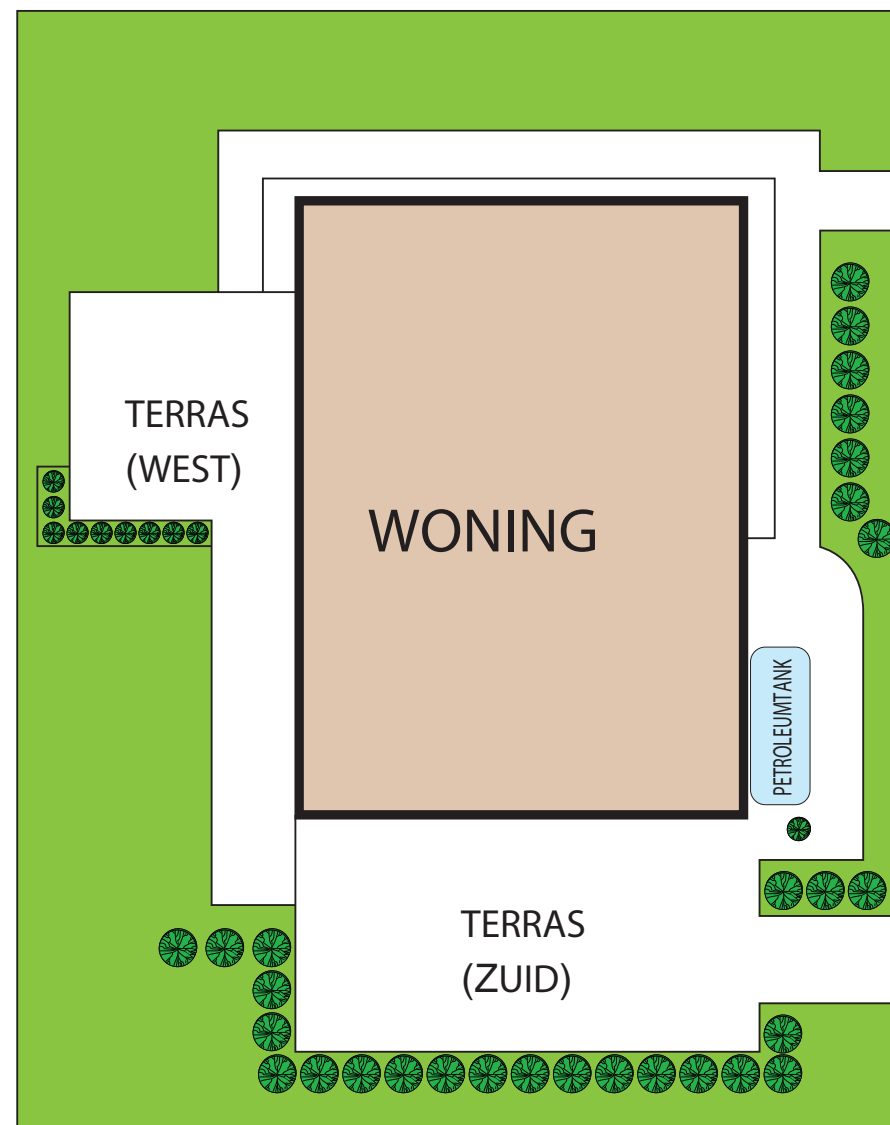 TERRAS
(WEST)
WONING
PETROLEUMTANK
TERRAS
(ZUID)